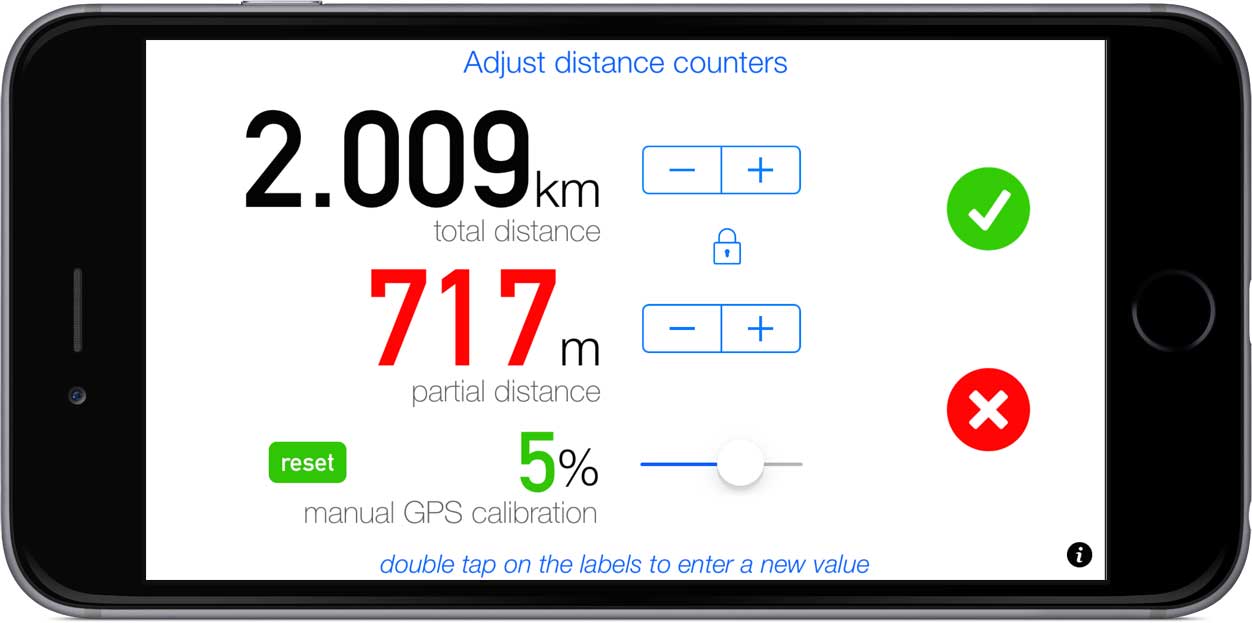 Adjust distance counters
2.009km
total distance
717 m
partial distance
reset 5%
manual GPS calibration
double tap on the labels to enter a new value
i